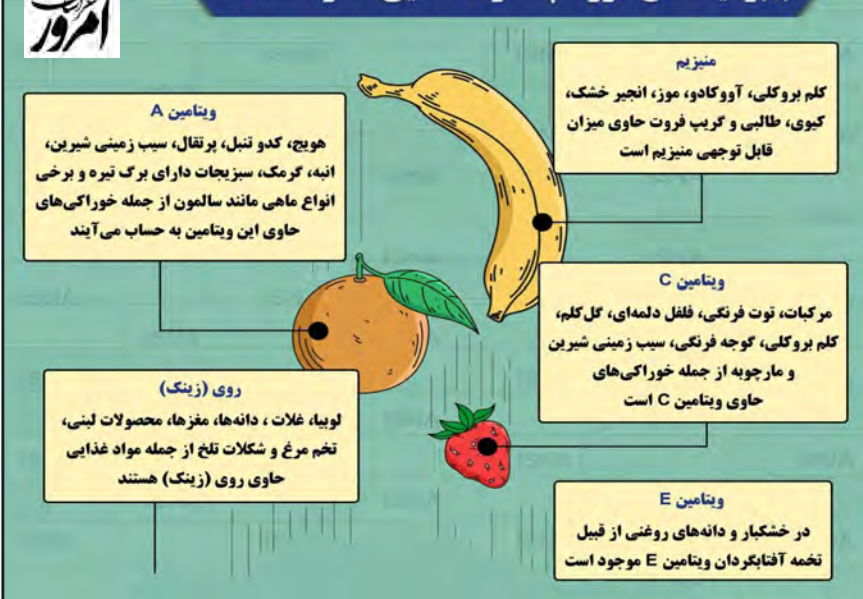 امروز
منیزیم
کلم بروکلی، آووکادو، موز، انجیر خشک،
کیوی، طالبی و گریپ فروت حاوی میزان
قابل توجهی منیزیم است
ویتامین A
هویج، کدو تنبل، پرتقال، سیب زمینی شیرین،
انبه، گرمک، سبزیجات دارای برگ تیره و برخی
انواع ماهی مانند سالمون از جمله خوراکی‌های
حاوی این ویتامین به حساب می‌آیند
ویتامین C
مرکبات، توت فرنگی، فلفل دلمه‌ای، گل‌کلم،
کلم بروکلی، گوجه فرنگی، سیب زمینی شیرین
و مارچوبه از جمله خوراکی‌های
حاوی ویتامین C است
روی (زینک)
لوبیا، غلات ، دانه‌ها، مغزها، محصولات لبنی،
تخم مرغ و شکلات تلخ از جمله مواد غذایی
حاوی روی (زینک) هستند
ویتامین E
در خشکبار و دانه‌های روغنی از قبیل
تخمه آفتابگردان ویتامین E موجود است